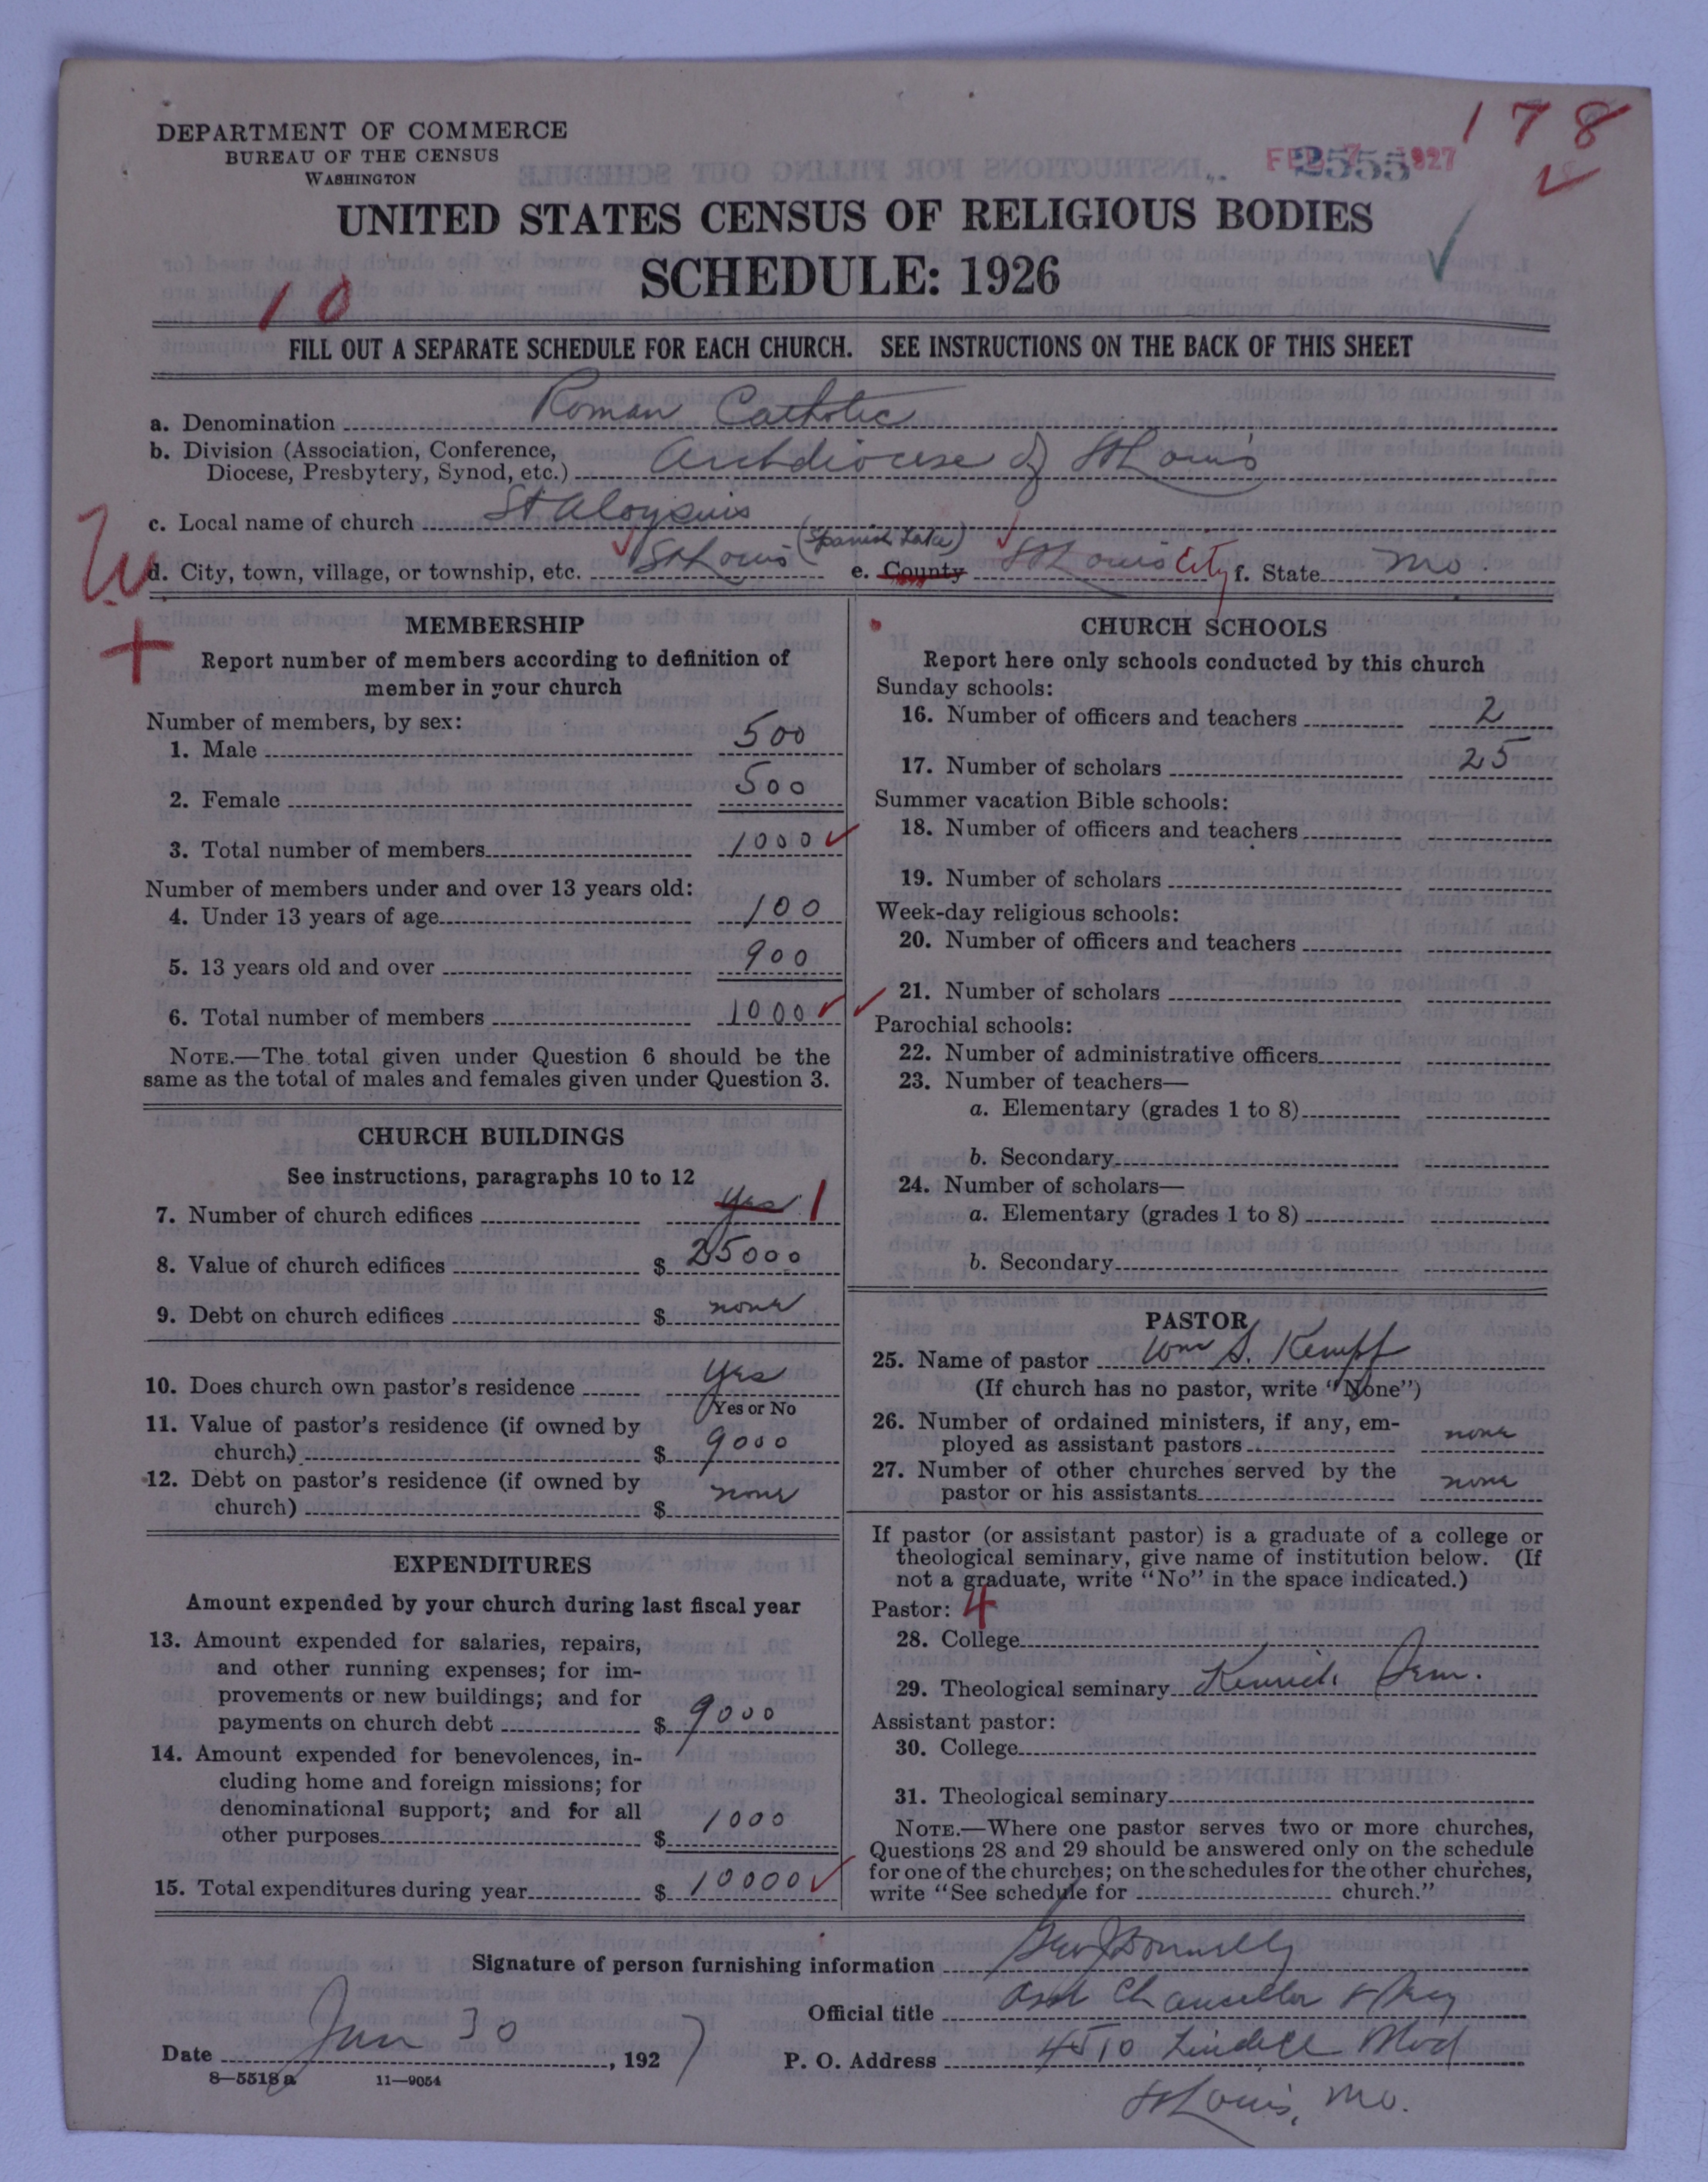 DEPARTMENT OF COMMERCE
BUREAU OF THE CENSUS
WASHINGTON
178
FEB 7 1927
2555
UNITED STATES CENSUS OF RELIGIOUS BODIES
SCHEDULE: 1926
10
FILL OUT A SEPARATE SCHEDULE FOR EACH CHURCH. SEE INSTRUCTIONS ON THE BACK OF THIS SHEET
a. Denomination Roman Catholic
b. Division (Association, Conference,
Diocese, Presbytery, Synod, etc.) Archdiocese of St Louis
c. Local name of church St Aloysius
d. City, town, village, or township, etc. St Louis (Spanish Lake) e. County St Louis City f. State Mo
MEMBERSHIP
Report number of members according to definition of
member in your church
Number of members, by sex:
1. Male 500
2. Female 500
3. Total number of members 1000
Number of members under and over 13 years old:
4. Under 13 years of age 100
5. 13 years old and over 900
6. Total number of members 1000
NOTE.—The total given under Question 6 should be the
same as the total of males and females given under Question 3.
CHURCH BUILDINGS
See instructions, paragraphs 10 to 12
7. Number of church edifices Yes 1
8. Value of church edifices $ 25000
9. Debt on church edifices $ none
10. Does church own pastor's residence Yes
Yes or No
11. Value of pastor's residence (if owned by
church) $ 9000
12. Debt on pastor's residence (if owned by
church) $ none
EXPENDITURES
Amount expended by your church during last fiscal year
13. Amount expended for salaries, repairs,
and other running expenses; for im-
provements or new buildings; and for
payments on church debt $ 9000
14. Amount expended for benevolences, in-
cluding home and foreign missions; for
denominational support; and for all
other purposes $ 1000
15. Total expenditures during year $ 10000
CHURCH SCHOOLS
Report here only schools conducted by this church
Sunday schools:
16. Number of officers and teachers 2
17. Number of scholars 25
Summer vacation Bible schools:
18. Number of officers and teachers
19. Number of scholars
Week-day religious schools:
20. Number of officers and teachers
21. Number of scholars
Parochial schools:
22. Number of administrative officers
23. Number of teachers—
a. Elementary (grades 1 to 8)
b. Secondary
24. Number of scholars—
a. Elementary (grades 1 to 8)
b. Secondary
PASTOR
25. Name of pastor Wm S. Kempf
(If church has no pastor, write "None")
26. Number of ordained ministers, if any, em-
ployed as assistant pastors none
27. Number of other churches served by the
pastor or his assistants none
If pastor (or assistant pastor) is a graduate of a college or
theological seminary, give name of institution below. (If
not a graduate, write "No" in the space indicated.)
Pastor: 4
28. College
29. Theological seminary Kenrick Sem.
Assistant pastor:
30. College
31. Theological seminary
NOTE.—Where one pastor serves two or more churches,
Questions 28 and 29 should be answered only on the schedule
for one of the churches; on the schedules for the other churches,
write "See schedule for church."
Signature of person furnishing information Geo J Donnelly
Official title Asst Chancellor & Secy
Date Jan 30, 1927 P. O. Address 4510 Lindell Blvd
8—5518 a 11—9054
St Louis, Mo.